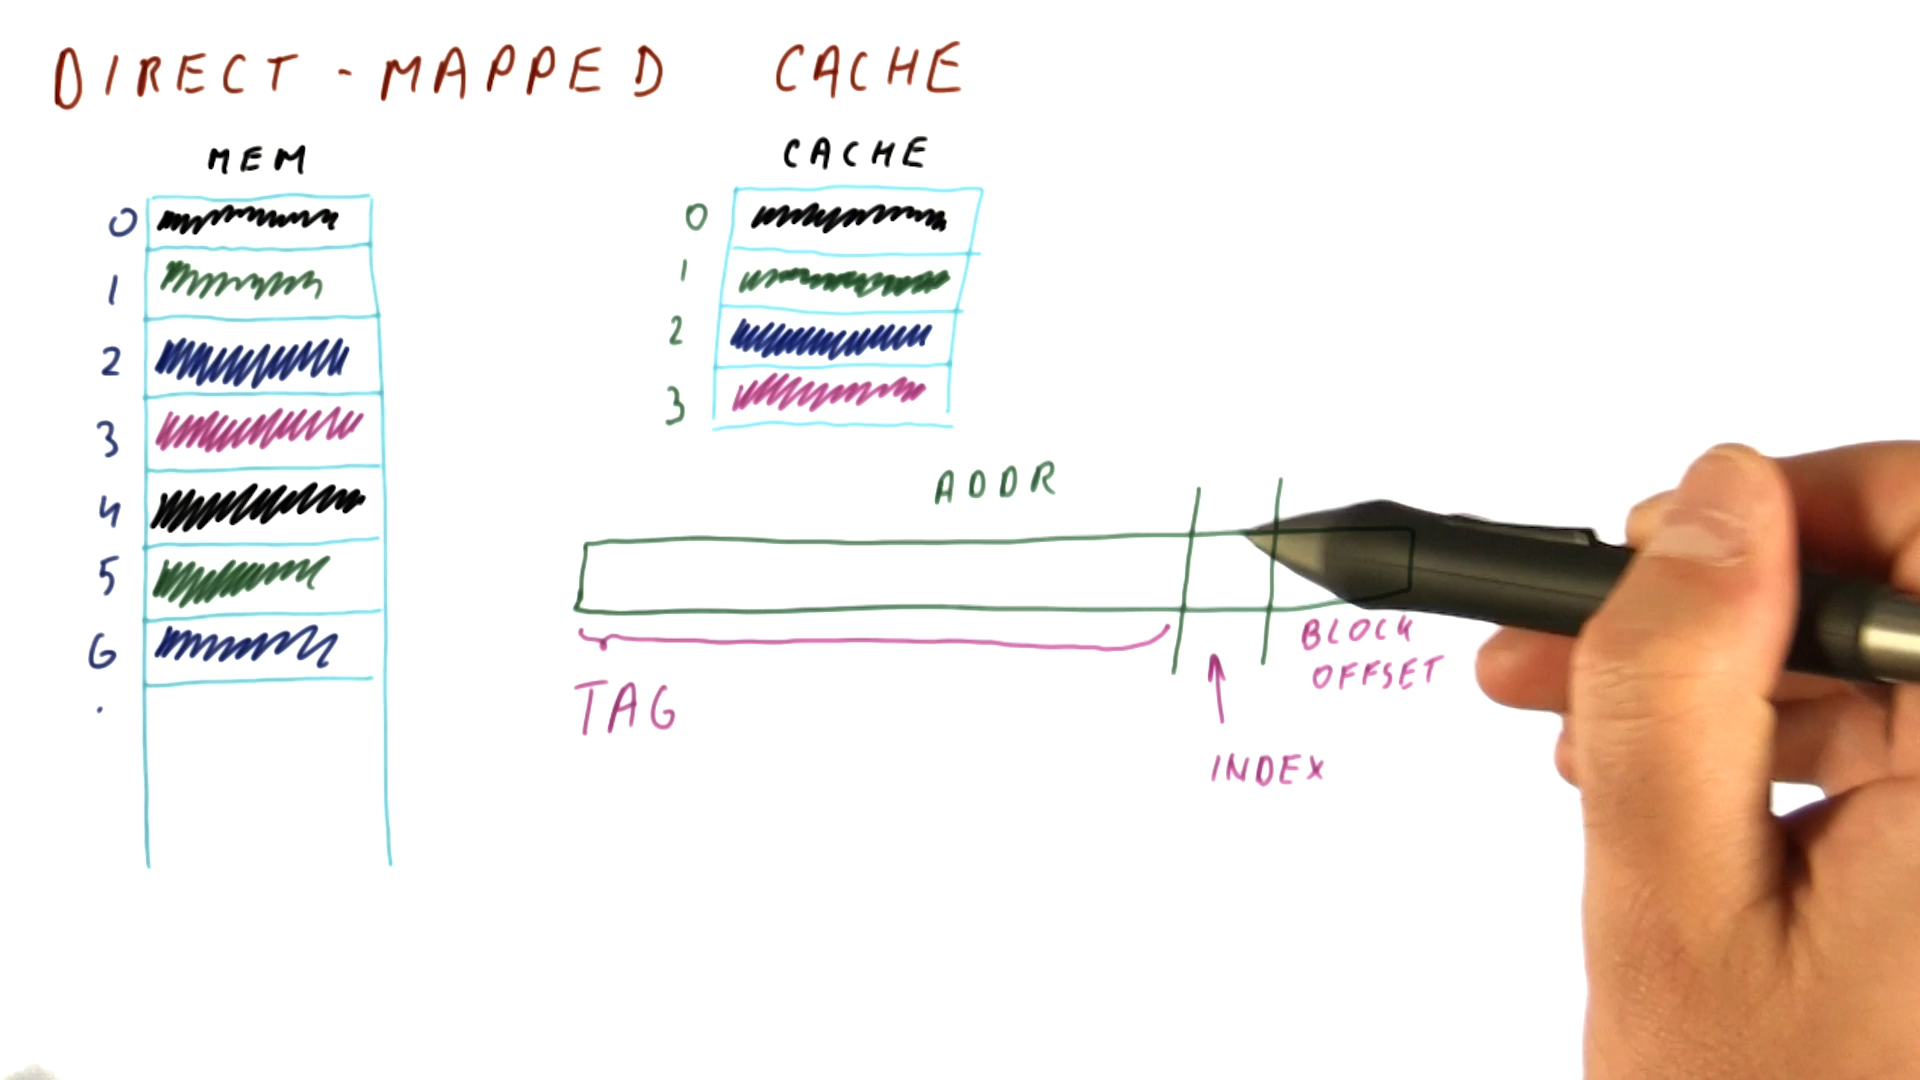 DIRECT-MAPPED CACHE
MEM
0
1
2
3
4
5
6
.
CACHE
0
1
2
3
ADDR
TAG
INDEX
BLOCK
OFFSET